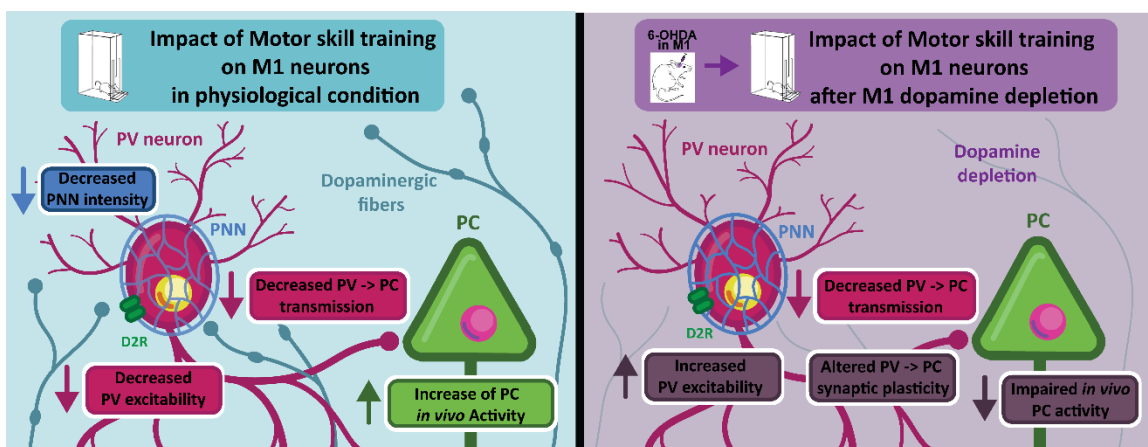 Impact of Motor skill training
on M1 neurons
in physiological condition
PV neuron
Decreased
PNN intensity
Dopaminergic
fibers
PNN
PC
Decreased PV -> PC
transmission
D2R
Decreased
PV excitability
Increase of PC
in vivo Activity
6-OHDA
in M1
Impact of Motor skill training
on M1 neurons
after M1 dopamine depletion
PV neuron
Dopamine
depletion
PNN
PC
Decreased PV -> PC
transmission
D2R
Increased
PV excitability
Altered PV -> PC
synaptic plasticity
Impaired in vivo
PC activity